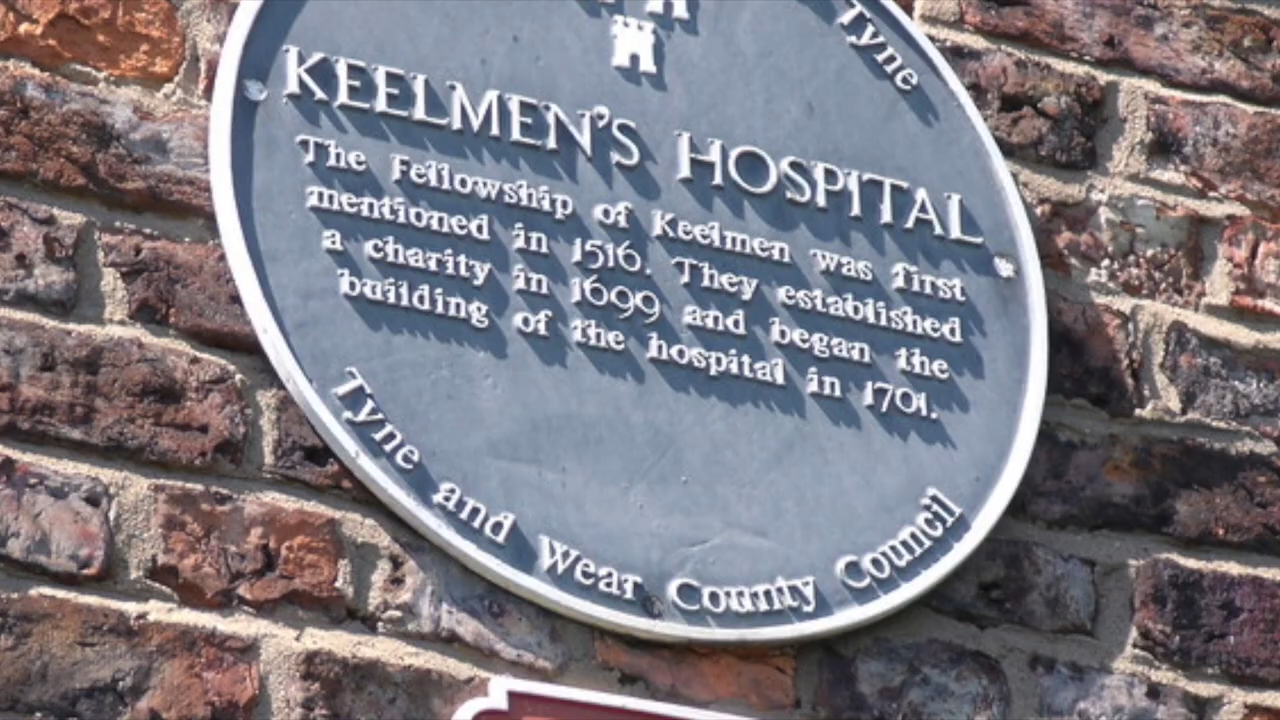 Tyne
KEELMEN'S HOSPITAL
The Fellowship of Keelmen was first
mentioned in 1516. They established
a charity in 1699 and began the
building of the hospital in 1701.
Tyne and Wear County Council